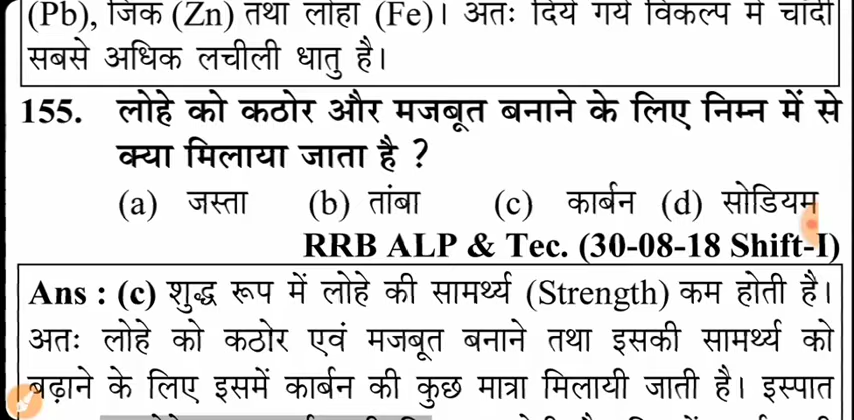 (Pb), जिंक (Zn) तथा लोहा (Fe)। अतः दिये गये विकल्प में चांदी
सबसे अधिक लचीली धातु है।
155. लोहे को कठोर और मजबूत बनाने के लिए निम्न में से
क्या मिलाया जाता है ?
(a) जस्ता (b) तांबा (c) कार्बन (d) सोडियम
RRB ALP & Tec. (30-08-18 Shift-I)
Ans : (c) शुद्ध रूप में लोहे की सामर्थ्य (Strength) कम होती है।
अतः लोहे को कठोर एवं मजबूत बनाने तथा इसकी सामर्थ्य को
बढ़ाने के लिए इसमें कार्बन की कुछ मात्रा मिलायी जाती है। इस्पात